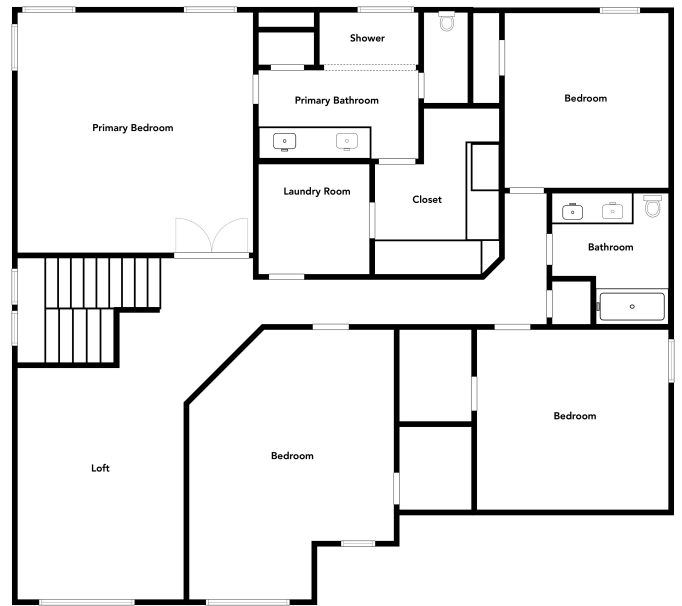 Shower
Primary Bathroom
Bedroom
Primary Bedroom
Laundry Room
Closet
Bathroom
Bedroom
Bedroom
Loft